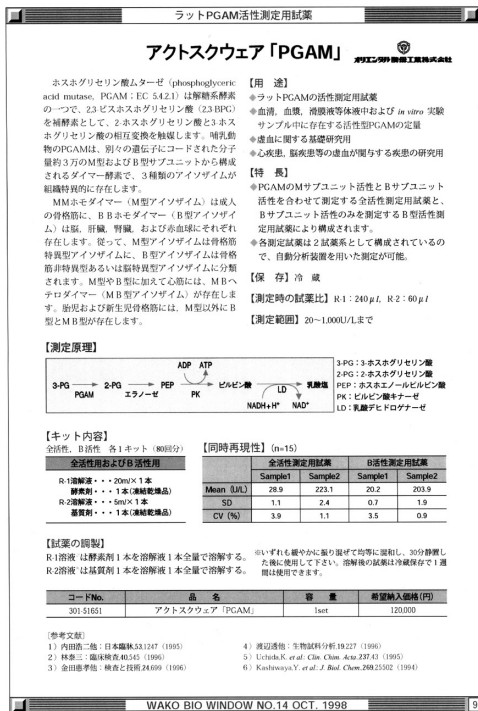 ラットPGAM活性測定用試薬
アクトスクウェア「PGAM」
オリエンタル酵母工業株式会社
ホスホグリセリン酸ムターゼ（phosphoglyceric
acid mutase, PGAM；EC 5.4.2.1）は解糖系酵素
の一つで、2,3-ビスホスホグリセリン酸（2,3-BPG）
を補酵素として、2-ホスホグリセリン酸と3-ホス
ホグリセリン酸の相互変換を触媒します。哺乳動
物のPGAMは、別々の遺伝子にコードされた分子
量約３万のM型およびB型サブユニットから構成
されるダイマー酵素で、３種類のアイソザイムが
組織特異的に存在します。
MMホモダイマー（M型アイソザイム）は成人
の骨格筋に、BBホモダイマー（B型アイソザイ
ム）は脳、肝臓、腎臓、および赤血球にそれぞれ
存在します。従って、M型アイソザイムは骨格筋
特異型アイソザイムに、B型アイソザイムは骨格
筋非特異型あるいは脳特異型アイソザイムに分類
されます。M型やB型に加えて心筋には、MBヘ
テロダイマー（MB型アイソザイム）が存在しま
す。胎児および新生児骨格筋には、M型以外にB
型とMB型が存在します。
【用　途】
◆ラットPGAMの活性測定用試薬
◆血清，血漿，滑膜液等体液中および in vitro 実験
サンプル中に存在する活性型PGAMの定量
◆虚血に関する基礎研究用
◆心疾患, 脳疾患等の虚血が関与する疾患の研究用
【特　長】
◆PGAMのMサブユニット活性とBサブユニット
活性を合わせて測定する全活性測定用試薬と、
Bサブユニット活性のみを測定するB型活性測
定用試薬により構成されます。
◆各測定試薬は２試薬系として構成されているの
で、自動分析装置を用いた測定が可能。
【保　存】冷　蔵
【測定時の試薬比】R-1：240μl，R-2：60μl
【測定範囲】20～1,000U/Lまで
【測定原理】
ADP ATP
3-PG 2-PG PEP ピルビン酸 乳酸塩
PGAM エノラーゼ PK LD
NADH+H⁺ NAD⁺
3-PG：3-ホスホグリセリン酸
2-PG：2-ホスホグリセリン酸
PEP：ホスホエノールピルビン酸
PK：ピルビン酸キナーゼ
LD：乳酸デヒドロゲナーゼ
【キット内容】
全活性、B活性　各１キット（80回分）
全活性用およびB活性用
R-1溶解液・・・20ml×１本
酵素剤・・・１本（凍結乾燥品）
R-2溶解液・・・5ml×１本
基質剤・・・１本（凍結乾燥品）
【同時再現性】(n=15)
全活性測定用試薬 B活性測定用試薬
Sample1 Sample2 Sample1 Sample2
Mean (U/L) 28.9 223.1 20.2 203.9
SD 1.1 2.4 0.7 1.9
CV (%) 3.9 1.1 3.5 0.9
【試薬の調製】
R-1溶液*は酵素剤１本を溶解液１本全量で溶解する。
R-2溶液*は基質剤１本を溶解液１本全量で溶解する。
※いずれも緩やかに振り混ぜて均等に混和し、30分静置し
た後に使用して下さい。溶解後の試薬は冷蔵保存で１週
間は使用できます。
コードNo. 品　名 容　量 希望納入価格(円)
301-51651 アクトスクウェア「PGAM」 1set 120,000
［参考文献］
1）内田浩二他：日本臨牀,53,1247（1995）
2）林泰三：臨床検査,40,545（1996）
3）金田恵孝他：検査と技術,24,699（1996）
4）渡辺透他：生物試料分析,19,227（1996）
5）Uchida,K. et al.: Clin. Chim. Acta.237,43（1995）
6）Kashiwaya,Y. et al.: J. Biol. Chem.269,25502（1994）
WAKO BIO WINDOW NO.14 OCT. 1998
9